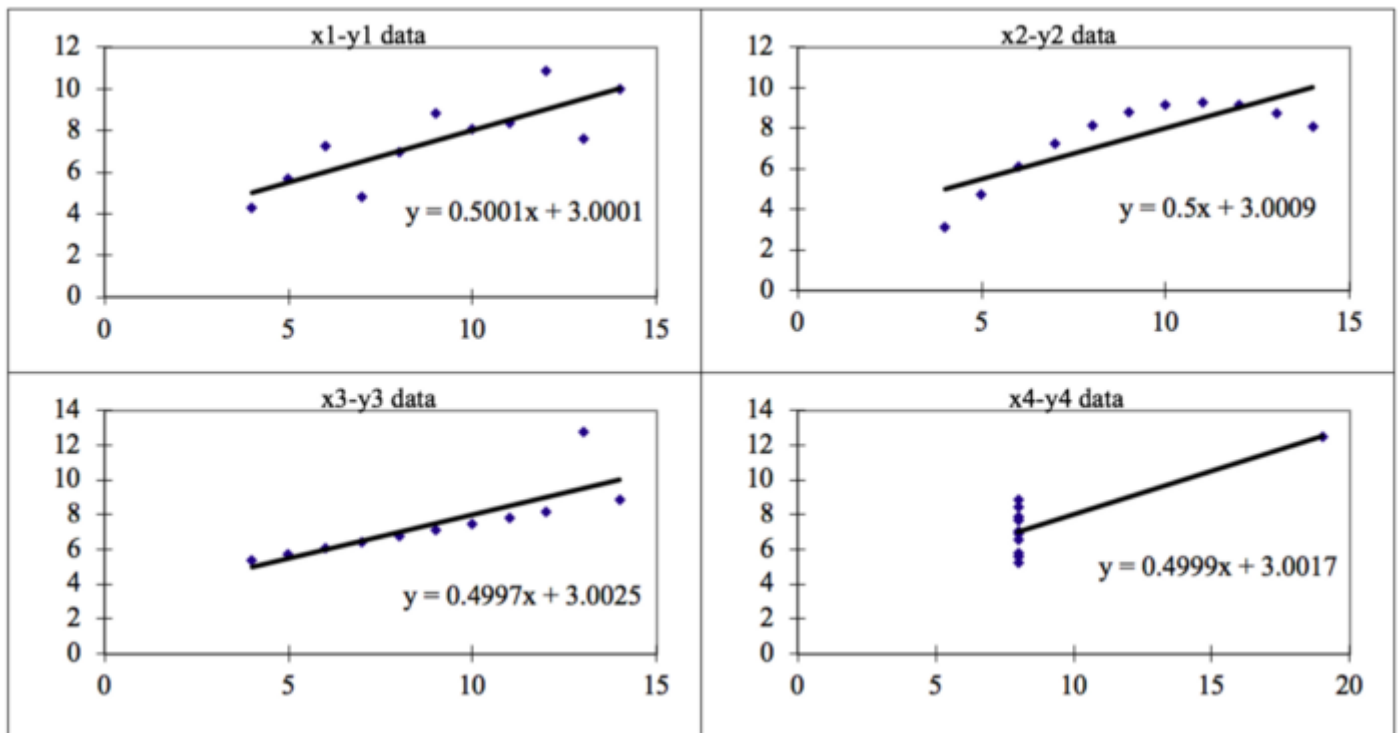 x1-y1 data
12
10
8
6
4
2
0
y = 0.5001x + 3.0001
0 5 10 15
x2-y2 data
12
10
8
6
4
2
0
y = 0.5x + 3.0009
0 5 10 15
x3-y3 data
14
12
10
8
6
4
2
0
y = 0.4997x + 3.0025
0 5 10 15
x4-y4 data
14
12
10
8
6
4
2
0
y = 0.4999x + 3.0017
0 5 10 15 20